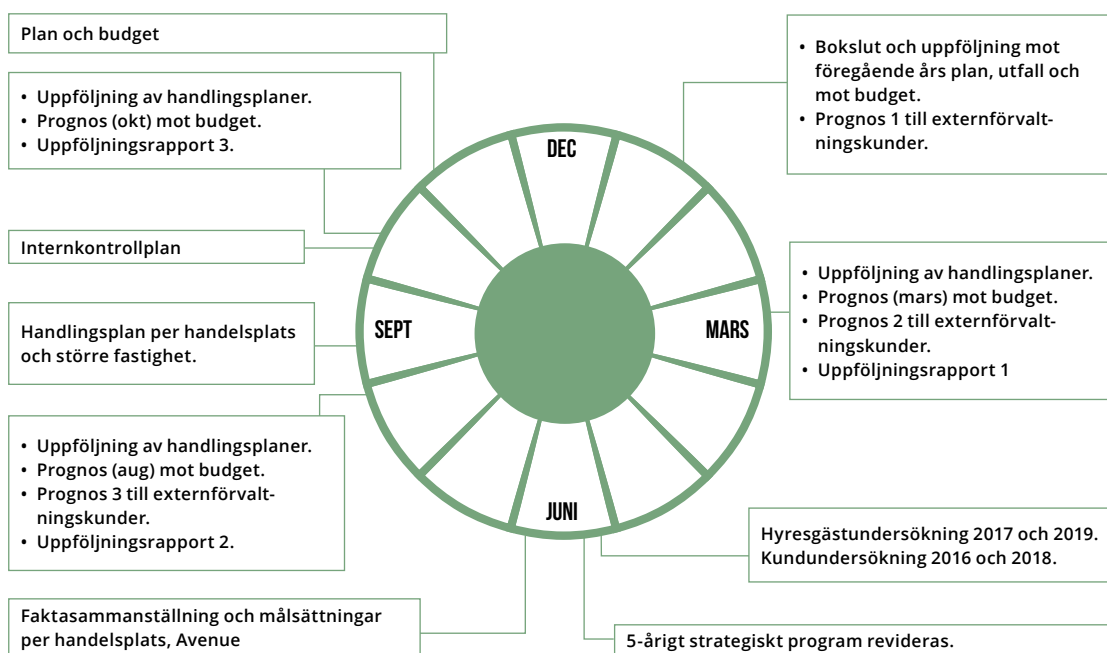 Plan och budget
• Uppföljning av handlingsplaner.
• Prognos (okt) mot budget.
• Uppföljningsrapport 3.
Internkontrollplan
Handlingsplan per handelsplats
och större fastighet.
• Uppföljning av handlingsplaner.
• Prognos (aug) mot budget.
• Prognos 3 till externförvalt-
ningskunder.
• Uppföljningsrapport 2.
Faktasammanställning och målsättningar
per handelsplats, Avenue
DEC
SEPT
MARS
JUNI
• Bokslut och uppföljning mot
föregående års plan, utfall och
mot budget.
• Prognos 1 till externförvalt-
ningskunder.
• Uppföljning av handlingsplaner.
• Prognos (mars) mot budget.
• Prognos 2 till externförvalt-
ningskunder.
• Uppföljningsrapport 1
Hyresgästundersökning 2017 och 2019.
Kundundersökning 2016 och 2018.
5-årigt strategiskt program revideras.